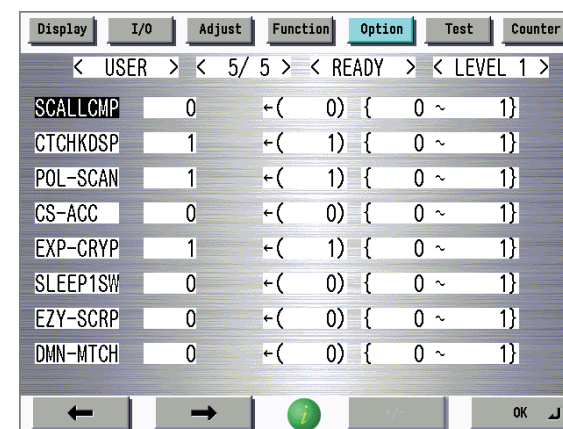 Display I/O Adjust Function Option Test Counter
< USER > < 5/ 5 > < READY > < LEVEL 1 >
SCALLCMP 0 ←( 0) { 0 ~ 1}
CTCHKDSP 1 ←( 1) { 0 ~ 1}
POL-SCAN 1 ←( 1) { 0 ~ 1}
CS-ACC 0 ←( 0) { 0 ~ 1}
EXP-CRYP 1 ←( 1) { 0 ~ 1}
SLEEP1SW 0 ←( 0) { 0 ~ 1}
EZY-SCRP 0 ←( 0) { 0 ~ 1}
DMN-MTCH 0 ←( 0) { 0 ~ 1}
← → i +/- OK ↵